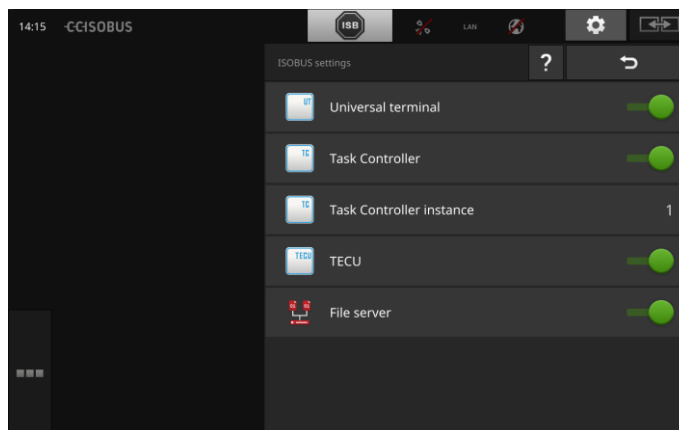 14:15 CCISOBUS ISB LAN
ISOBUS settings ?
UT Universal terminal
TC Task Controller
TC Task Controller instance 1
TECU TECU
File server